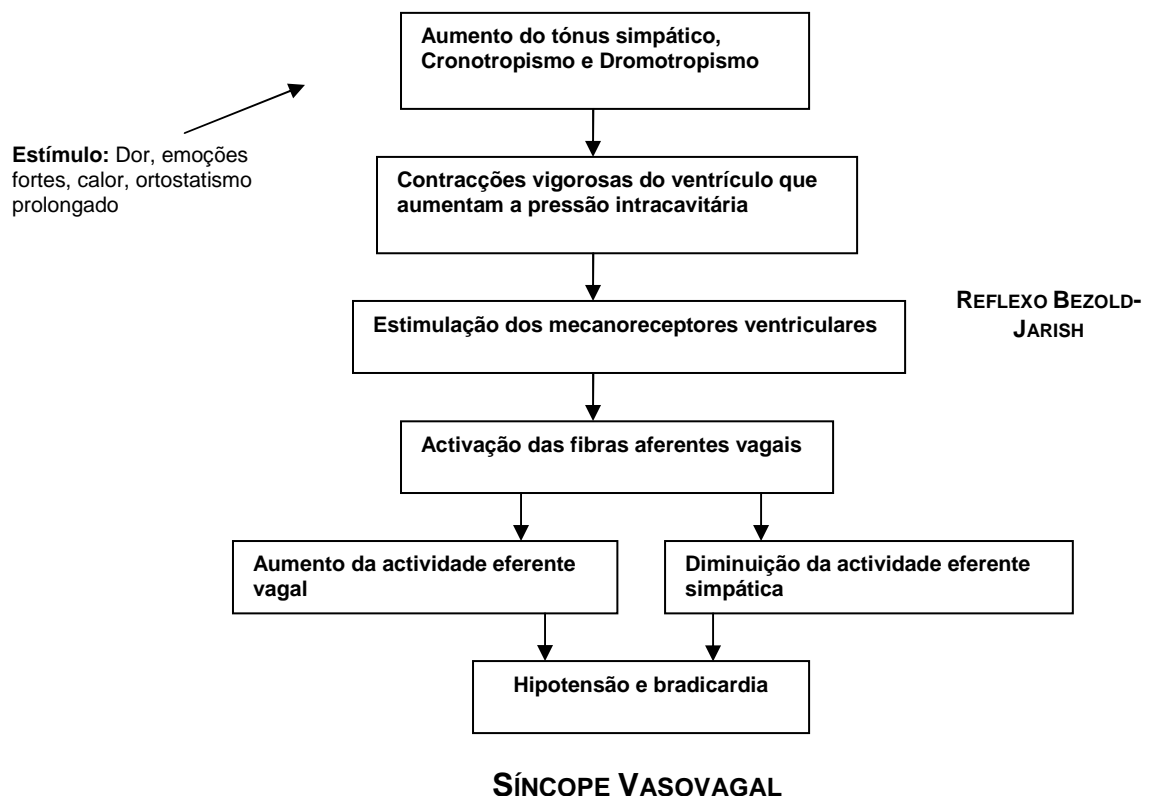 Aumento do tónus simpático,
Cronotropismo e Dromotropismo
Estímulo: Dor, emoções
fortes, calor, ortostatismo
prolongado
Contracções vigorosas do ventrículo que
aumentam a pressão intracavitária
REFLEXO BEZOLD-
JARISH
Estimulação dos mecanoreceptores ventriculares
Activação das fibras aferentes vagais
Aumento da actividade eferente
vagal
Diminuição da actividade eferente
simpática
Hipotensão e bradicardia
SÍNCOPE VASOVAGAL